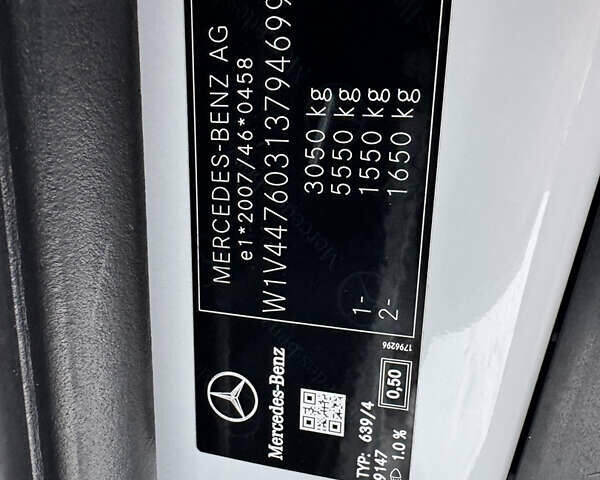 MERCEDES-BENZ AG
e1*2007/46*0458
W1V44760313794699
3050 kg
5550 kg
1- 1550 kg
2- 1650 kg
1796296
Mercedes-Benz
TYP: 639/4
9147
0,50
1.0 %